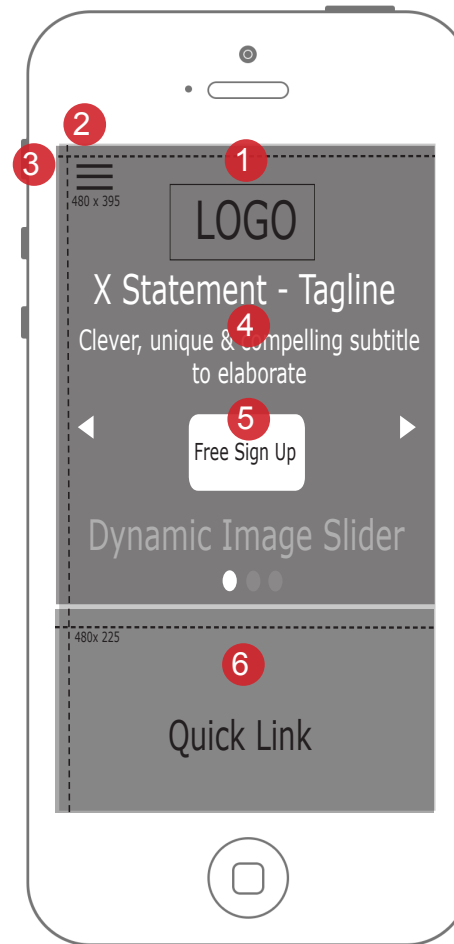 2
1
3
480 x 395
LOGO
X Statement - Tagline
4
Clever, unique & compelling subtitle
to elaborate
5
Free Sign Up
Dynamic Image Slider
480x 225
6
Quick Link